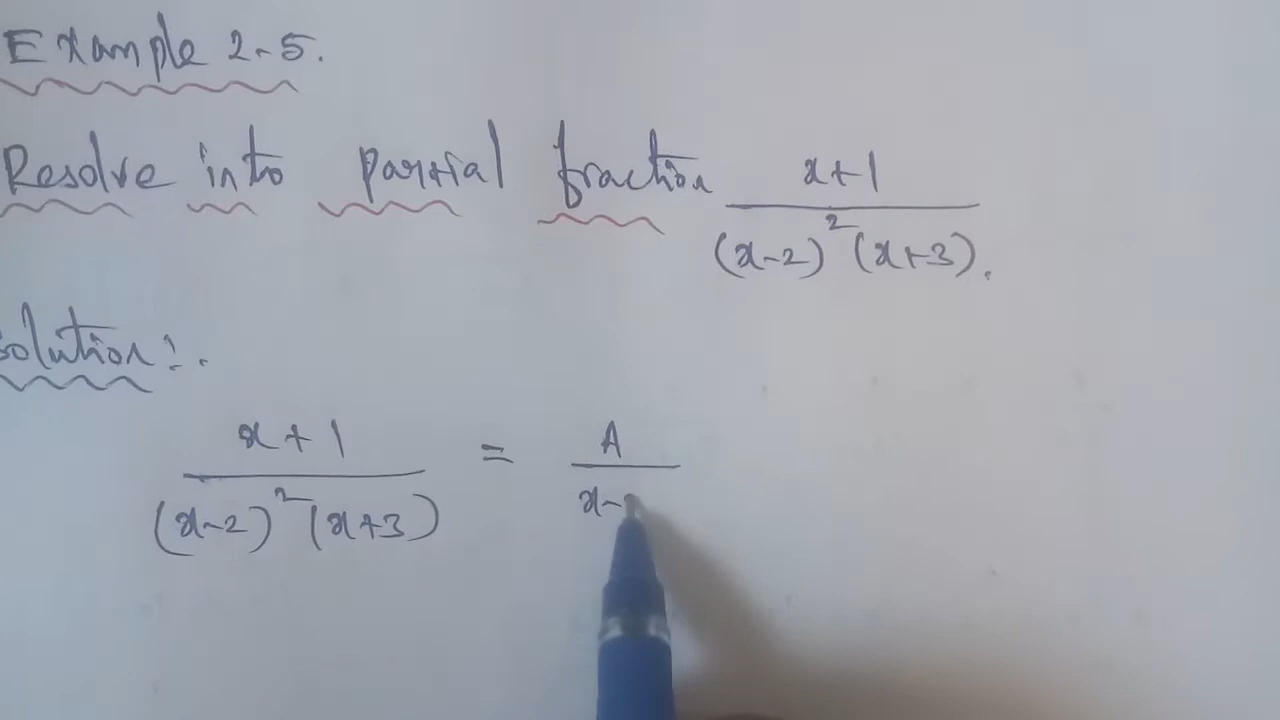 Example 2.5.
Resolve into partial fraction x+1 / (x-2)²(x+3).
solution:.
x+1 / (x-2)²(x+3) = A / x-